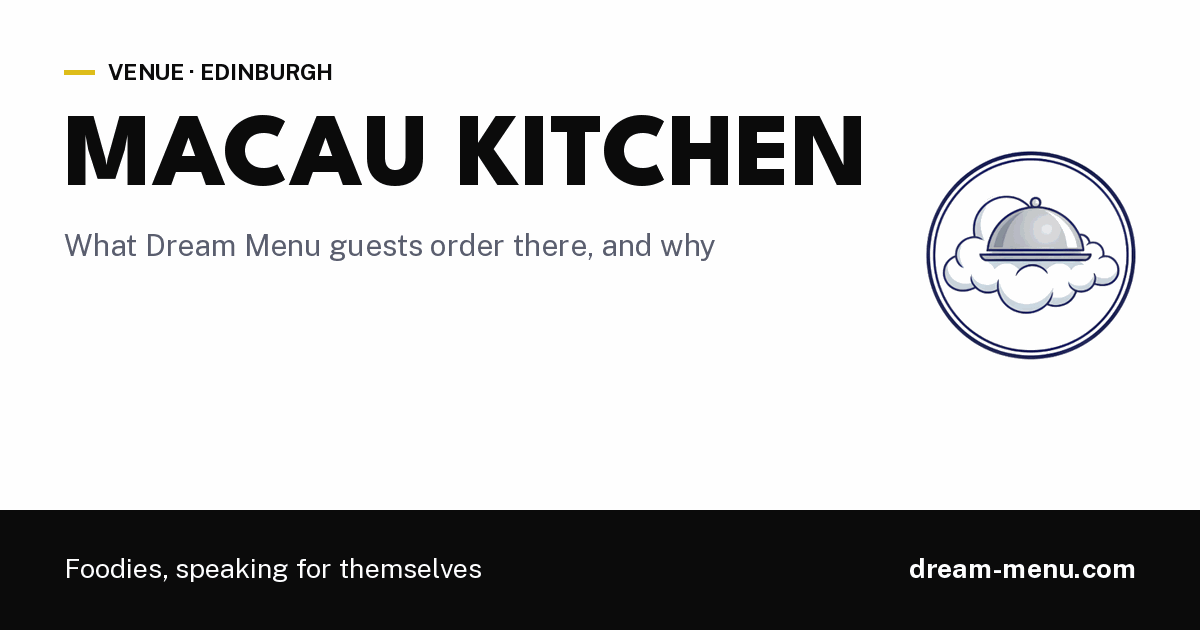 VENUE · EDINBURGH
MACAU KITCHEN
What Dream Menu guests order there, and why
Foodies, speaking for themselves
dream-menu.com